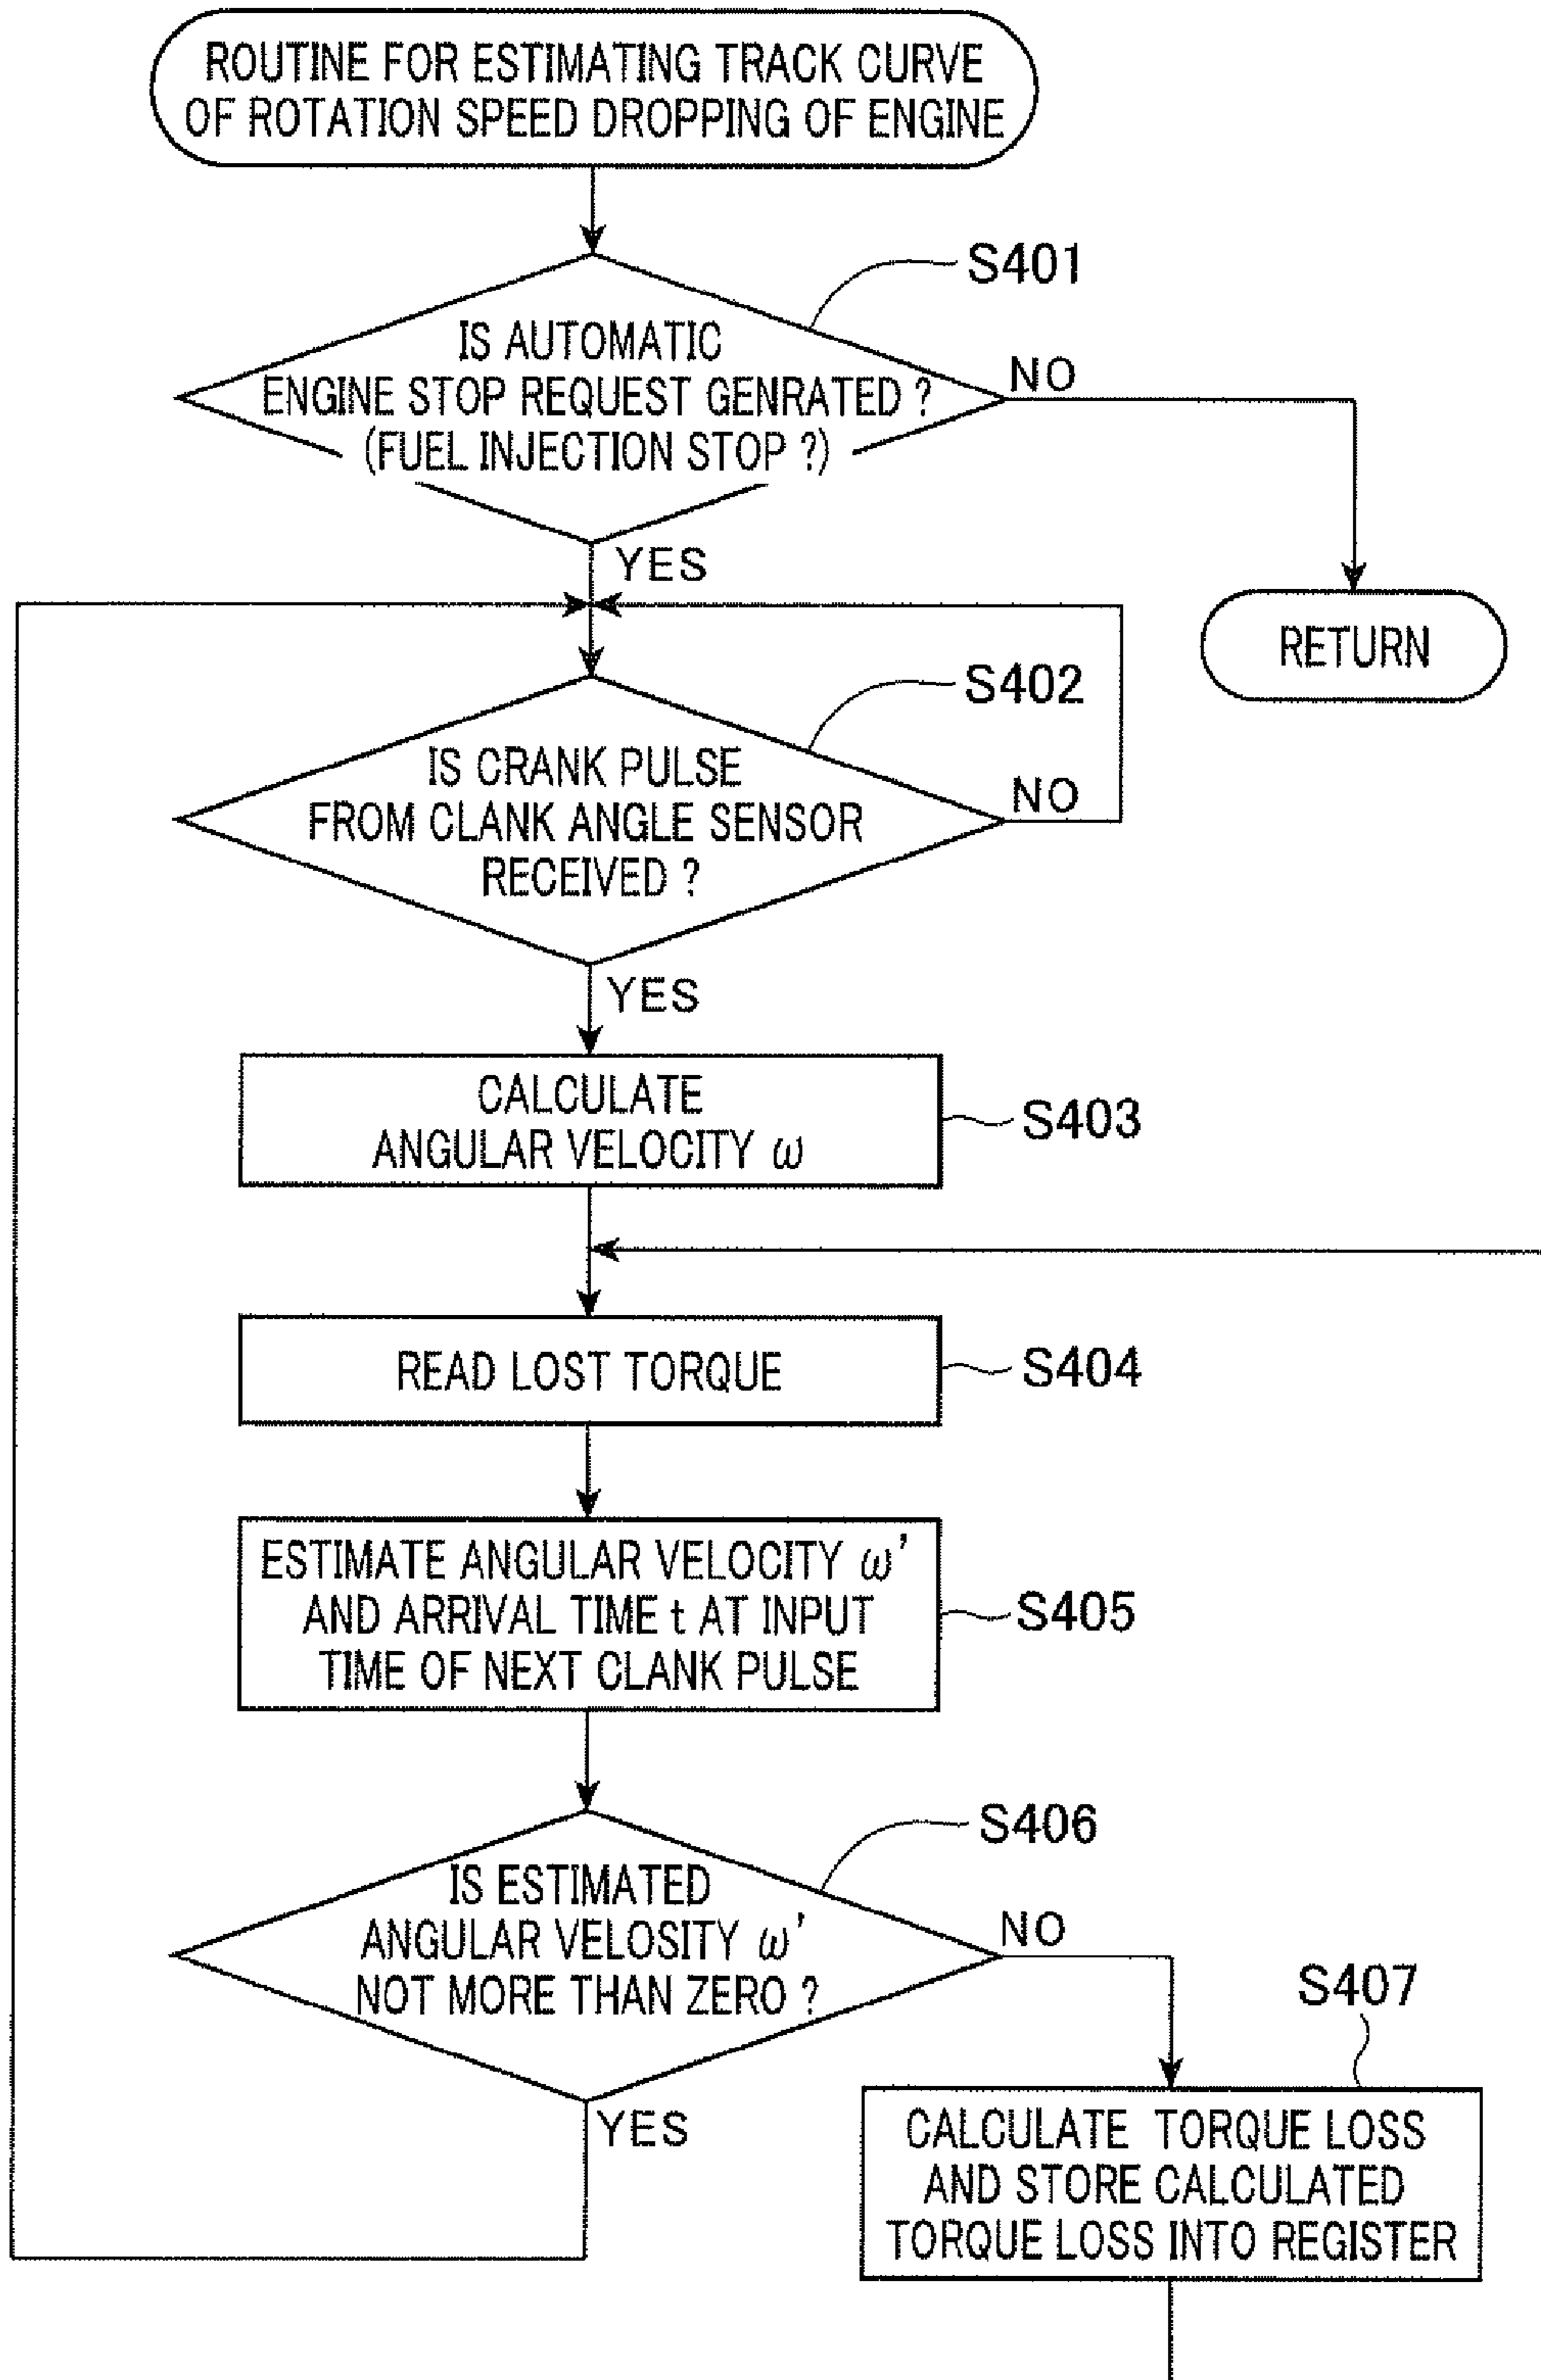 ROUTINE FOR ESTIMATING TRACK CURVE
OF ROTATION SPEED DROPPING OF ENGINE
S401
IS AUTOMATIC
ENGINE STOP REQUEST GENRATED ?
(FUEL INJECTION STOP ?)
NO
YES
RETURN
S402
IS CRANK PULSE
FROM CLANK ANGLE SENSOR
RECEIVED ?
NO
YES
CALCULATE
ANGULAR VELOCITY ω
S403
READ LOST TORQUE
S404
ESTIMATE ANGULAR VELOCITY ω'
AND ARRIVAL TIME t AT INPUT
TIME OF NEXT CLANK PULSE
S405
S406
IS ESTIMATED
ANGULAR VELOSITY ω'
NOT MORE THAN ZERO ?
NO
YES
S407
CALCULATE TORQUE LOSS
AND STORE CALCULATED
TORQUE LOSS INTO REGISTER